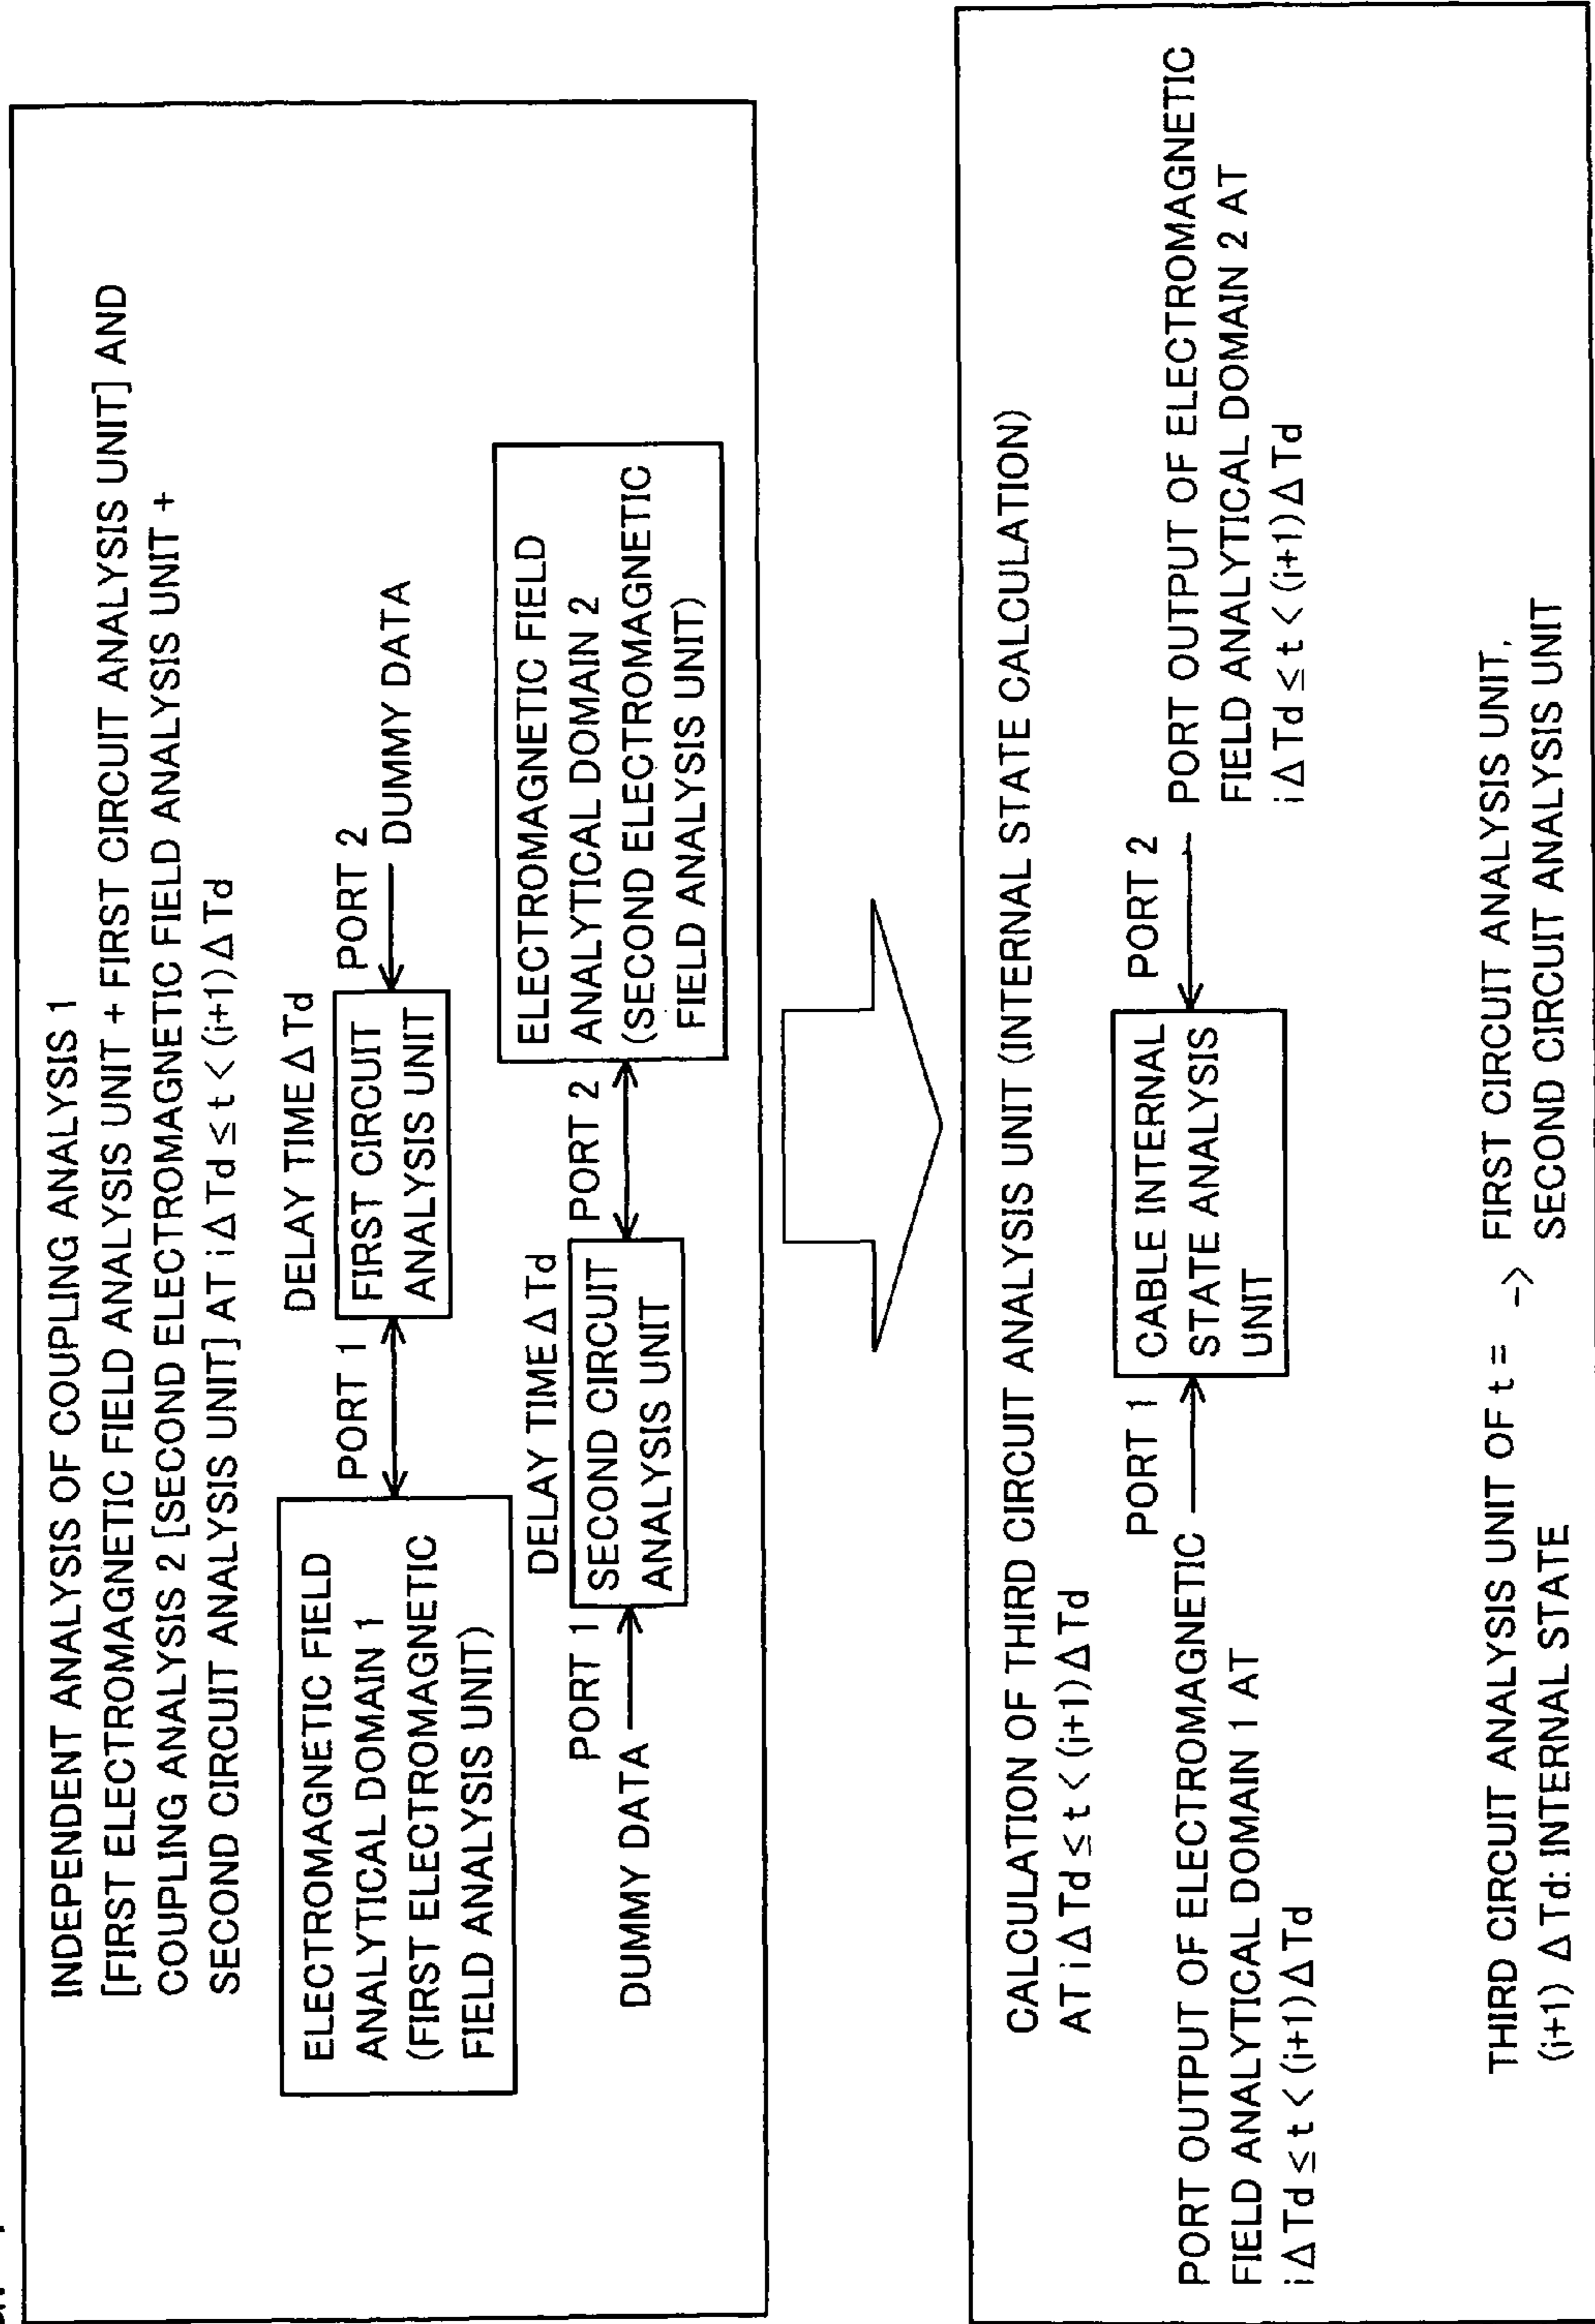 INDEPENDENT ANALYSIS OF COUPLING ANALYSIS 1
[FIRST ELECTROMAGNETIC FIELD ANALYSIS UNIT + FIRST CIRCUIT ANALYSIS UNIT] AND
COUPLING ANALYSIS 2 [SECOND ELECTROMAGNETIC FIELD ANALYSIS UNIT +
SECOND CIRCUIT ANALYSIS UNIT] AT iΔTd ≤ t < (i+1)ΔTd
ELECTROMAGNETIC FIELD
ANALYTICAL DOMAIN 1
(FIRST ELECTROMAGNETIC
FIELD ANALYSIS UNIT)
PORT 1
DELAY TIME ΔTd
FIRST CIRCUIT
ANALYSIS UNIT
PORT 2
DUMMY DATA
DUMMY DATA
PORT 1
DELAY TIME ΔTd
SECOND CIRCUIT
ANALYSIS UNIT
PORT 2
ELECTROMAGNETIC FIELD
ANALYTICAL DOMAIN 2
(SECOND ELECTROMAGNETIC
FIELD ANALYSIS UNIT)
CALCULATION OF THIRD CIRCUIT ANALYSIS UNIT (INTERNAL STATE CALCULATION)
AT iΔTd ≤ t < (i+1)ΔTd
PORT OUTPUT OF ELECTROMAGNETIC
FIELD ANALYTICAL DOMAIN 1 AT
iΔTd ≤ t < (i+1)ΔTd
PORT 1
CABLE INTERNAL
STATE ANALYSIS
UNIT
PORT 2
PORT OUTPUT OF ELECTROMAGNETIC
FIELD ANALYTICAL DOMAIN 2 AT
iΔTd ≤ t < (i+1)ΔTd
THIRD CIRCUIT ANALYSIS UNIT OF t = -> FIRST CIRCUIT ANALYSIS UNIT,
(i+1) ΔTd: INTERNAL STATE SECOND CIRCUIT ANALYSIS UNIT